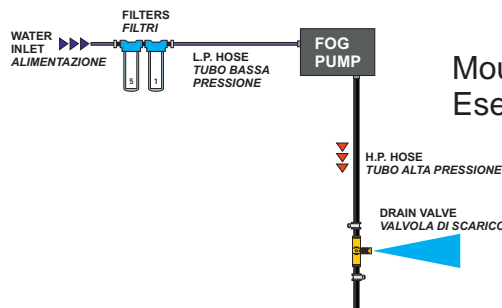 FILTERS
FILTRI
WATER
INLET
ALIMENTAZIONE
L.P. HOSE
TUBO BASSA
PRESSIONE
5
1
FOG
PUMP
H.P. HOSE
TUBO ALTA PRESSIONE
DRAIN VALVE
VALVOLA DI SCARICO